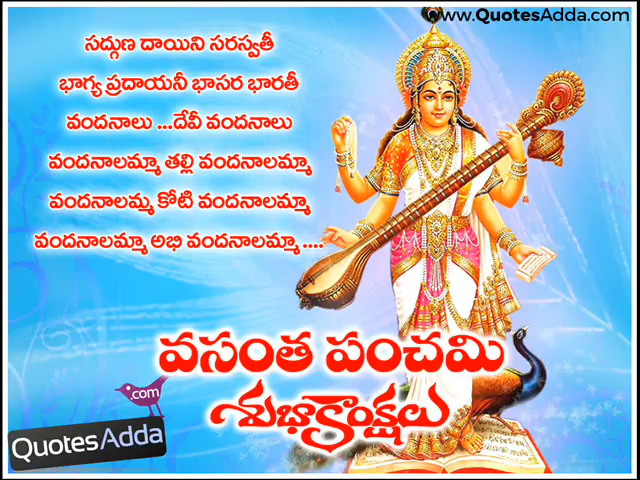 www.QuotesAdda.com
సద్గుణ దాయిని సరస్వతీ
భాగ్య ప్రదాయనీ భాసర భారతీ
వందనాలు ...దేవీ వందనాలు
వందనాలమ్మా తల్లి వందనాలమ్మా
వందనాలమ్మ కోటి వందనాలమ్మా
వందనాలమ్మా అభి వందనాలమ్మా ....
వసంత పంచమి
శుభాకాంక్షలు
.com
QuotesAdda